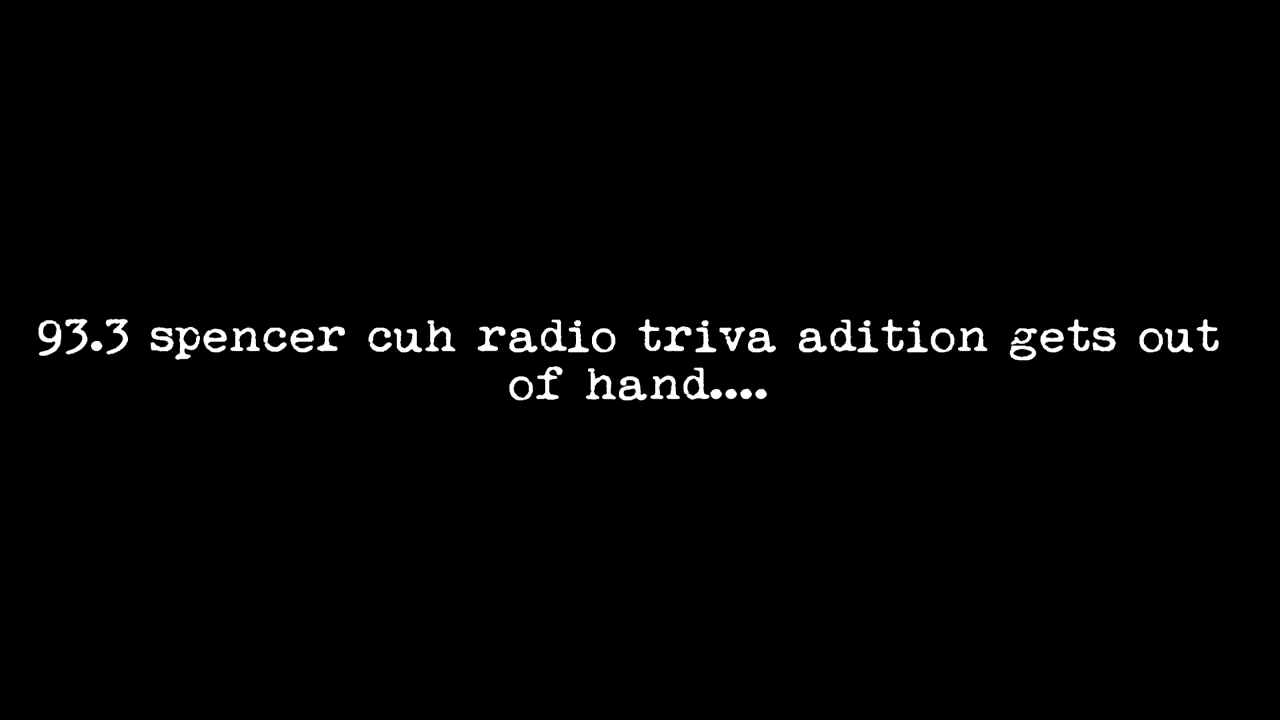 93.3 spencer cuh radio triva adition gets out
of hand....